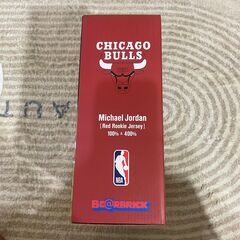 CHICAGO
BULLS
Michael Jordan
[Red Rookie Jersey]
100% + 400%
NBA
BE@RBRICK